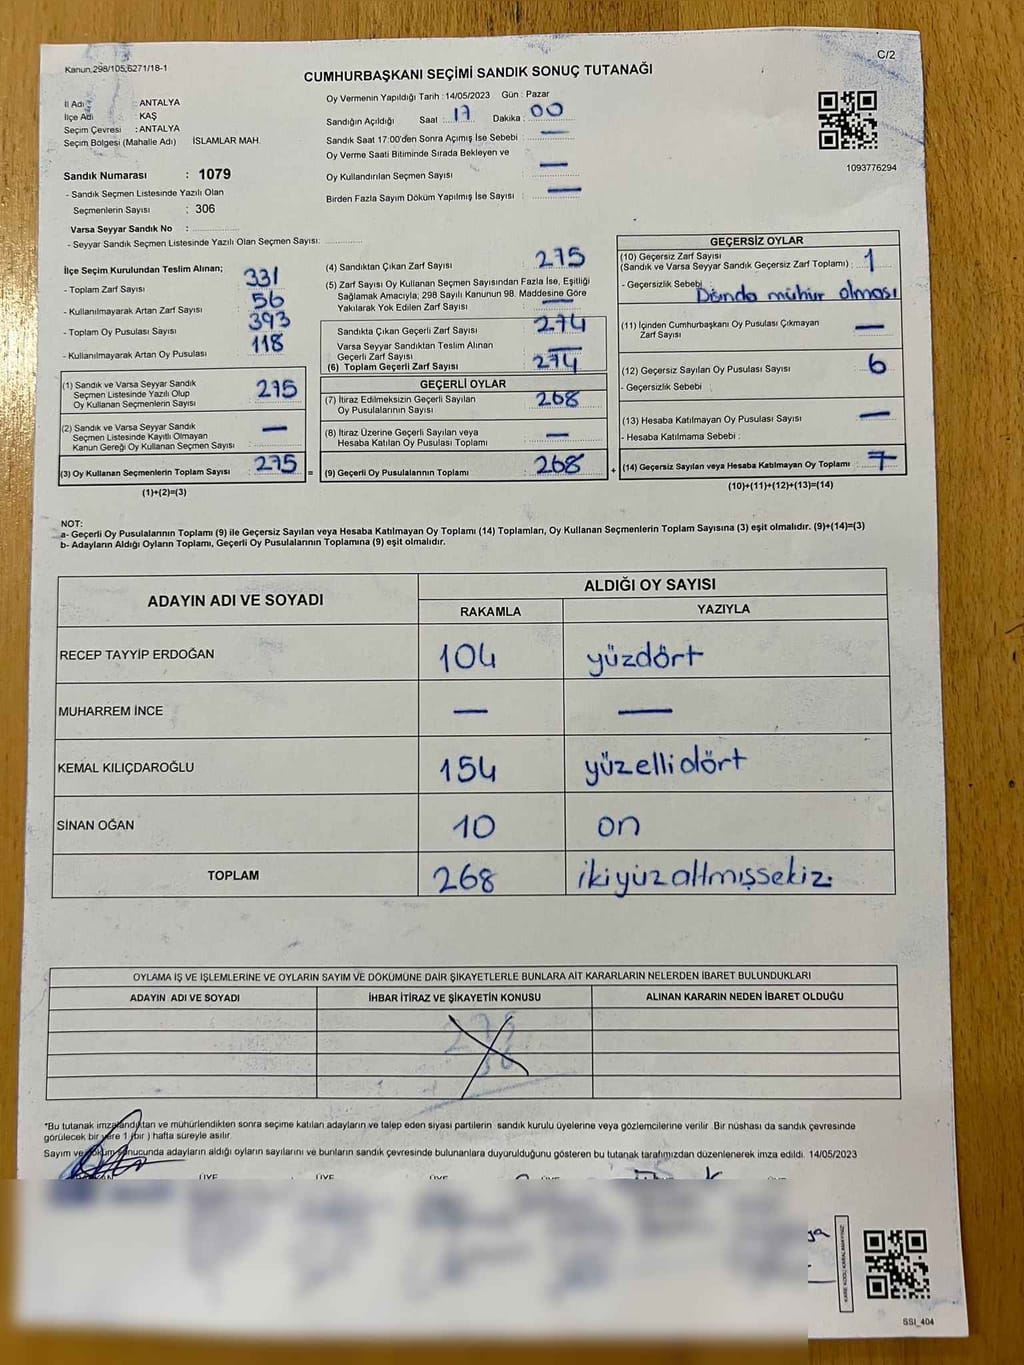 Kanun,298/105,6271/18-1
C/2
CUMHURBAŞKANI SEÇİMİ SANDIK SONUÇ TUTANAĞI
İl Adı : ANTALYA
İlçe Adı : KAŞ
Seçim Çevresi : ANTALYA
Seçim Bölgesi (Mahalle Adı) İSLAMLAR MAH.
Sandık Numarası : 1079
- Sandık Seçmen Listesinde Yazılı Olan
Seçmenlerin Sayısı : 306
Varsa Seyyar Sandık No :
- Seyyar Sandık Seçmen Listesinde Yazılı Olan Seçmen Sayısı:
Oy Vermenin Yapıldığı Tarih : 14/05/2023 Gün : Pazar
Sandığın Açıldığı Saat : 17 Dakika : 00
Sandık Saat 17:00'den Sonra Açımış İse Sebebi : —
Oy Verme Saati Bitiminde Sırada Bekleyen ve
Oy Kullandırılan Seçmen Sayısı : —
Birden Fazla Sayım Döküm Yapılmış İse Sayısı : —
1093776294
İlçe Seçim Kurulundan Teslim Alınan;
- Toplam Zarf Sayısı : 331
- Kullanılmayarak Artan Zarf Sayısı : 56
- Toplam Oy Pusulası Sayısı : 393
- Kullanılmayarak Artan Oy Pusulası : 118
(1) Sandık ve Varsa Seyyar Sandık
Seçmen Listesinde Yazılı Olup
Oy Kullanan Seçmenlerin Sayısı : 275
(2) Sandık ve Varsa Seyyar Sandık
Seçmen Listesinde Kayıtlı Olmayan
Kanun Gereği Oy Kullanan Seçmen Sayısı : —
(3) Oy Kullanan Seçmenlerin Toplam Sayısı 275 =
(1)+(2)=(3)
(4) Sandıktan Çıkan Zarf Sayısı : 275
(5) Zarf Sayısı Oy Kullanan Seçmen Sayısından Fazla İse, Eşitliği
Sağlamak Amacıyla; 298 Sayılı Kanunun 98. Maddesine Göre
Yakılarak Yok Edilen Zarf Sayısı : —
Sandıkta Çıkan Geçerli Zarf Sayısı : 274
Varsa Seyyar Sandıktan Teslim Alınan
Geçerli Zarf Sayısı : —
(6) Toplam Geçerli Zarf Sayısı : 274
GEÇERLİ OYLAR
(7) İtiraz Edilmeksizin Geçerli Sayılan
Oy Pusulalarının Sayısı : 268
(8) İtiraz Üzerine Geçerli Sayılan veya
Hesaba Katılan Oy Pusulası Toplamı : —
(9) Geçerli Oy Pusulalarının Toplamı : 268 +
GEÇERSİZ OYLAR
(10) Geçersiz Zarf Sayısı
(Sandık ve Varsa Seyyar Sandık Geçersiz Zarf Toplamı) : 1
- Geçersizlik Sebebi : Dışında mühür olması
(11) İçinden Cumhurbaşkanı Oy Pusulası Çıkmayan
Zarf Sayısı : —
(12) Geçersiz Sayılan Oy Pusulası Sayısı : 6
- Geçersizlik Sebebi :
(13) Hesaba Katılmayan Oy Pusulası Sayısı : —
- Hesaba Katılmama Sebebi :
(14) Geçersiz Sayılan veya Hesaba Katılmayan Oy Toplamı : 7
(10)+(11)+(12)+(13)=(14)
NOT:
a- Geçerli Oy Pusulalarının Toplamı (9) ile Geçersiz Sayılan veya Hesaba Katılmayan Oy Toplamı (14) Toplamları, Oy Kullanan Seçmenlerin Toplam Sayısına (3) eşit olmalıdır. (9)+(14)=(3)
b- Adayların Aldığı Oyların Toplamı, Geçerli Oy Pusulalarının Toplamına (9) eşit olmalıdır.
ADAYIN ADI VE SOYADI ALDIĞI OY SAYISI
RAKAMLA YAZIYLA
RECEP TAYYİP ERDOĞAN 104 yüzdört
MUHARREM İNCE — —
KEMAL KILIÇDAROĞLU 154 yüzellidört
SİNAN OĞAN 10 on
TOPLAM 268 ikiyüzaltmışsekiz.
OYLAMA İŞ VE İŞLEMLERİNE VE OYLARIN SAYIM VE DÖKÜMÜNE DAİR ŞİKAYETLERLE BUNLARA AİT KARARLARIN NELERDEN İBARET BULUNDUKLARI
ADAYIN ADI VE SOYADI İHBAR İTİRAZ VE ŞİKAYETİN KONUSU ALINAN KARARIN NEDEN İBARET OLDUĞU
*Bu tutanak imzalandıktan ve mühürlendikten sonra seçime katılan adayların ve talep eden siyasi partilerin sandık kurulu üyelerine veya gözlemcilerine verilir .Bir nüshası da sandık çevresinde
görülecek bir yere 1 (bir ) hafta süreyle asılır.
Sayım ve döküm sonucunda adayların aldığı oyların sayılarını ve bunların sandık çevresinde bulunanlara duyurulduğunu gösteren bu tutanak tarafımızdan düzenlenerek imza edildi. 14/05/2023
ÜYE ÜYE ÜYE
SSI_404